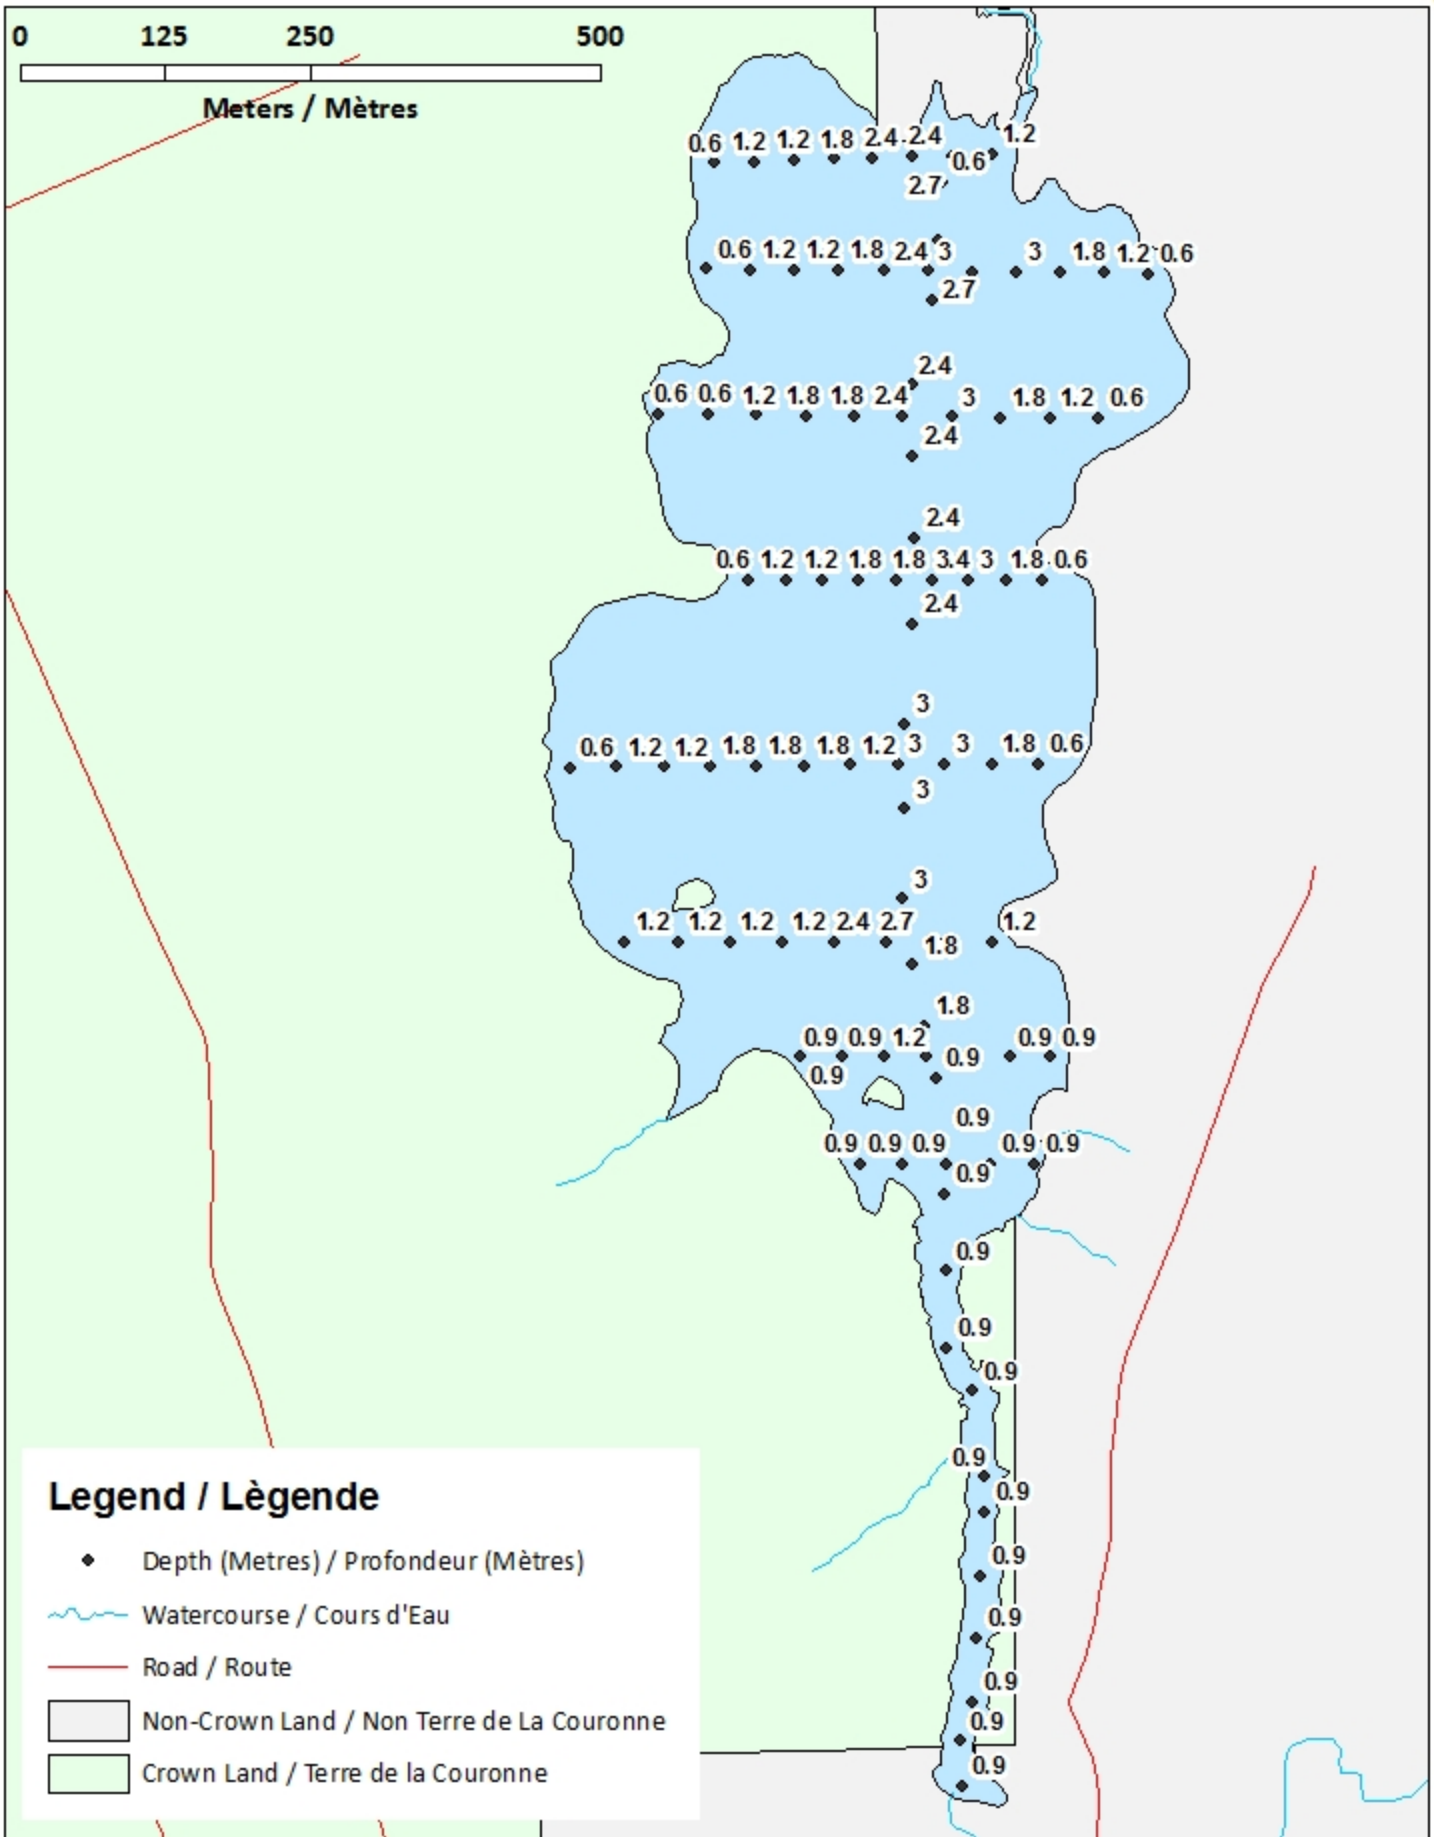 0 125 250 500
Meters / Mètres
0.6 1.2 1.2 1.8 2.4 2.4 0.6 1.2
2.7
0.6 1.2 1.2 1.8 2.4 3 3 1.8 1.2 0.6
2.7
2.4
0.6 0.6 1.2 1.8 1.8 2.4 3 1.8 1.2 0.6
2.4
2.4
0.6 1.2 1.2 1.8 1.8 3.4 3 1.8 0.6
2.4
3
0.6 1.2 1.2 1.8 1.8 1.8 1.2 3 3 1.8 0.6
3
3
1.2 1.2 1.2 1.2 2.4 2.7 1.2
1.8
1.8
0.9 0.9 1.2 0.9 0.9
0.9
0.9
0.9
0.9 0.9 0.9 0.9 0.9
0.9
0.9
0.9
0.9
0.9
0.9
0.9
0.9
0.9
0.9
0.9
Legend / Lègende
Depth (Metres) / Profondeur (Mètres)
Watercourse / Cours d'Eau
Road / Route
Non-Crown Land / Non Terre de La Couronne
Crown Land / Terre de la Couronne